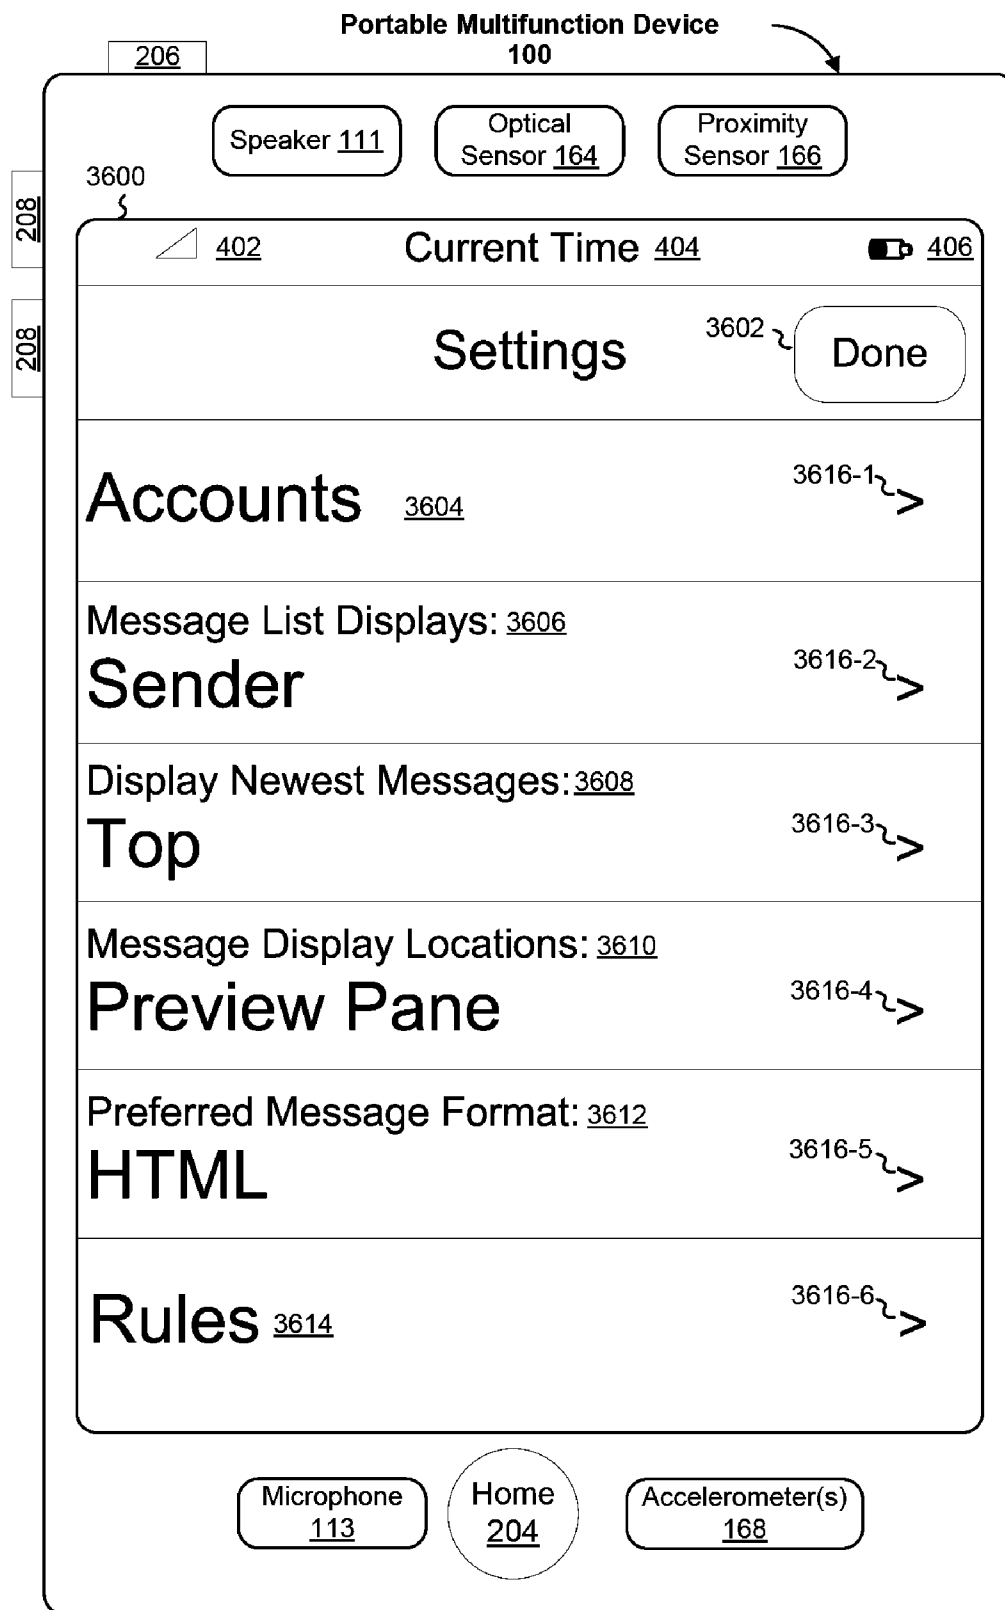 Portable Multifunction Device
100
206
Speaker 111
Optical
Sensor 164
Proximity
Sensor 166
3600
208
208
402
Current Time 404
406
Settings
3602
Done
Accounts 3604
3616-1
>
Message List Displays: 3606
Sender
3616-2
>
Display Newest Messages: 3608
Top
3616-3
>
Message Display Locations: 3610
Preview Pane
3616-4
>
Preferred Message Format: 3612
HTML
3616-5
>
Rules 3614
3616-6
>
Microphone
113
Home
204
Accelerometer(s)
168